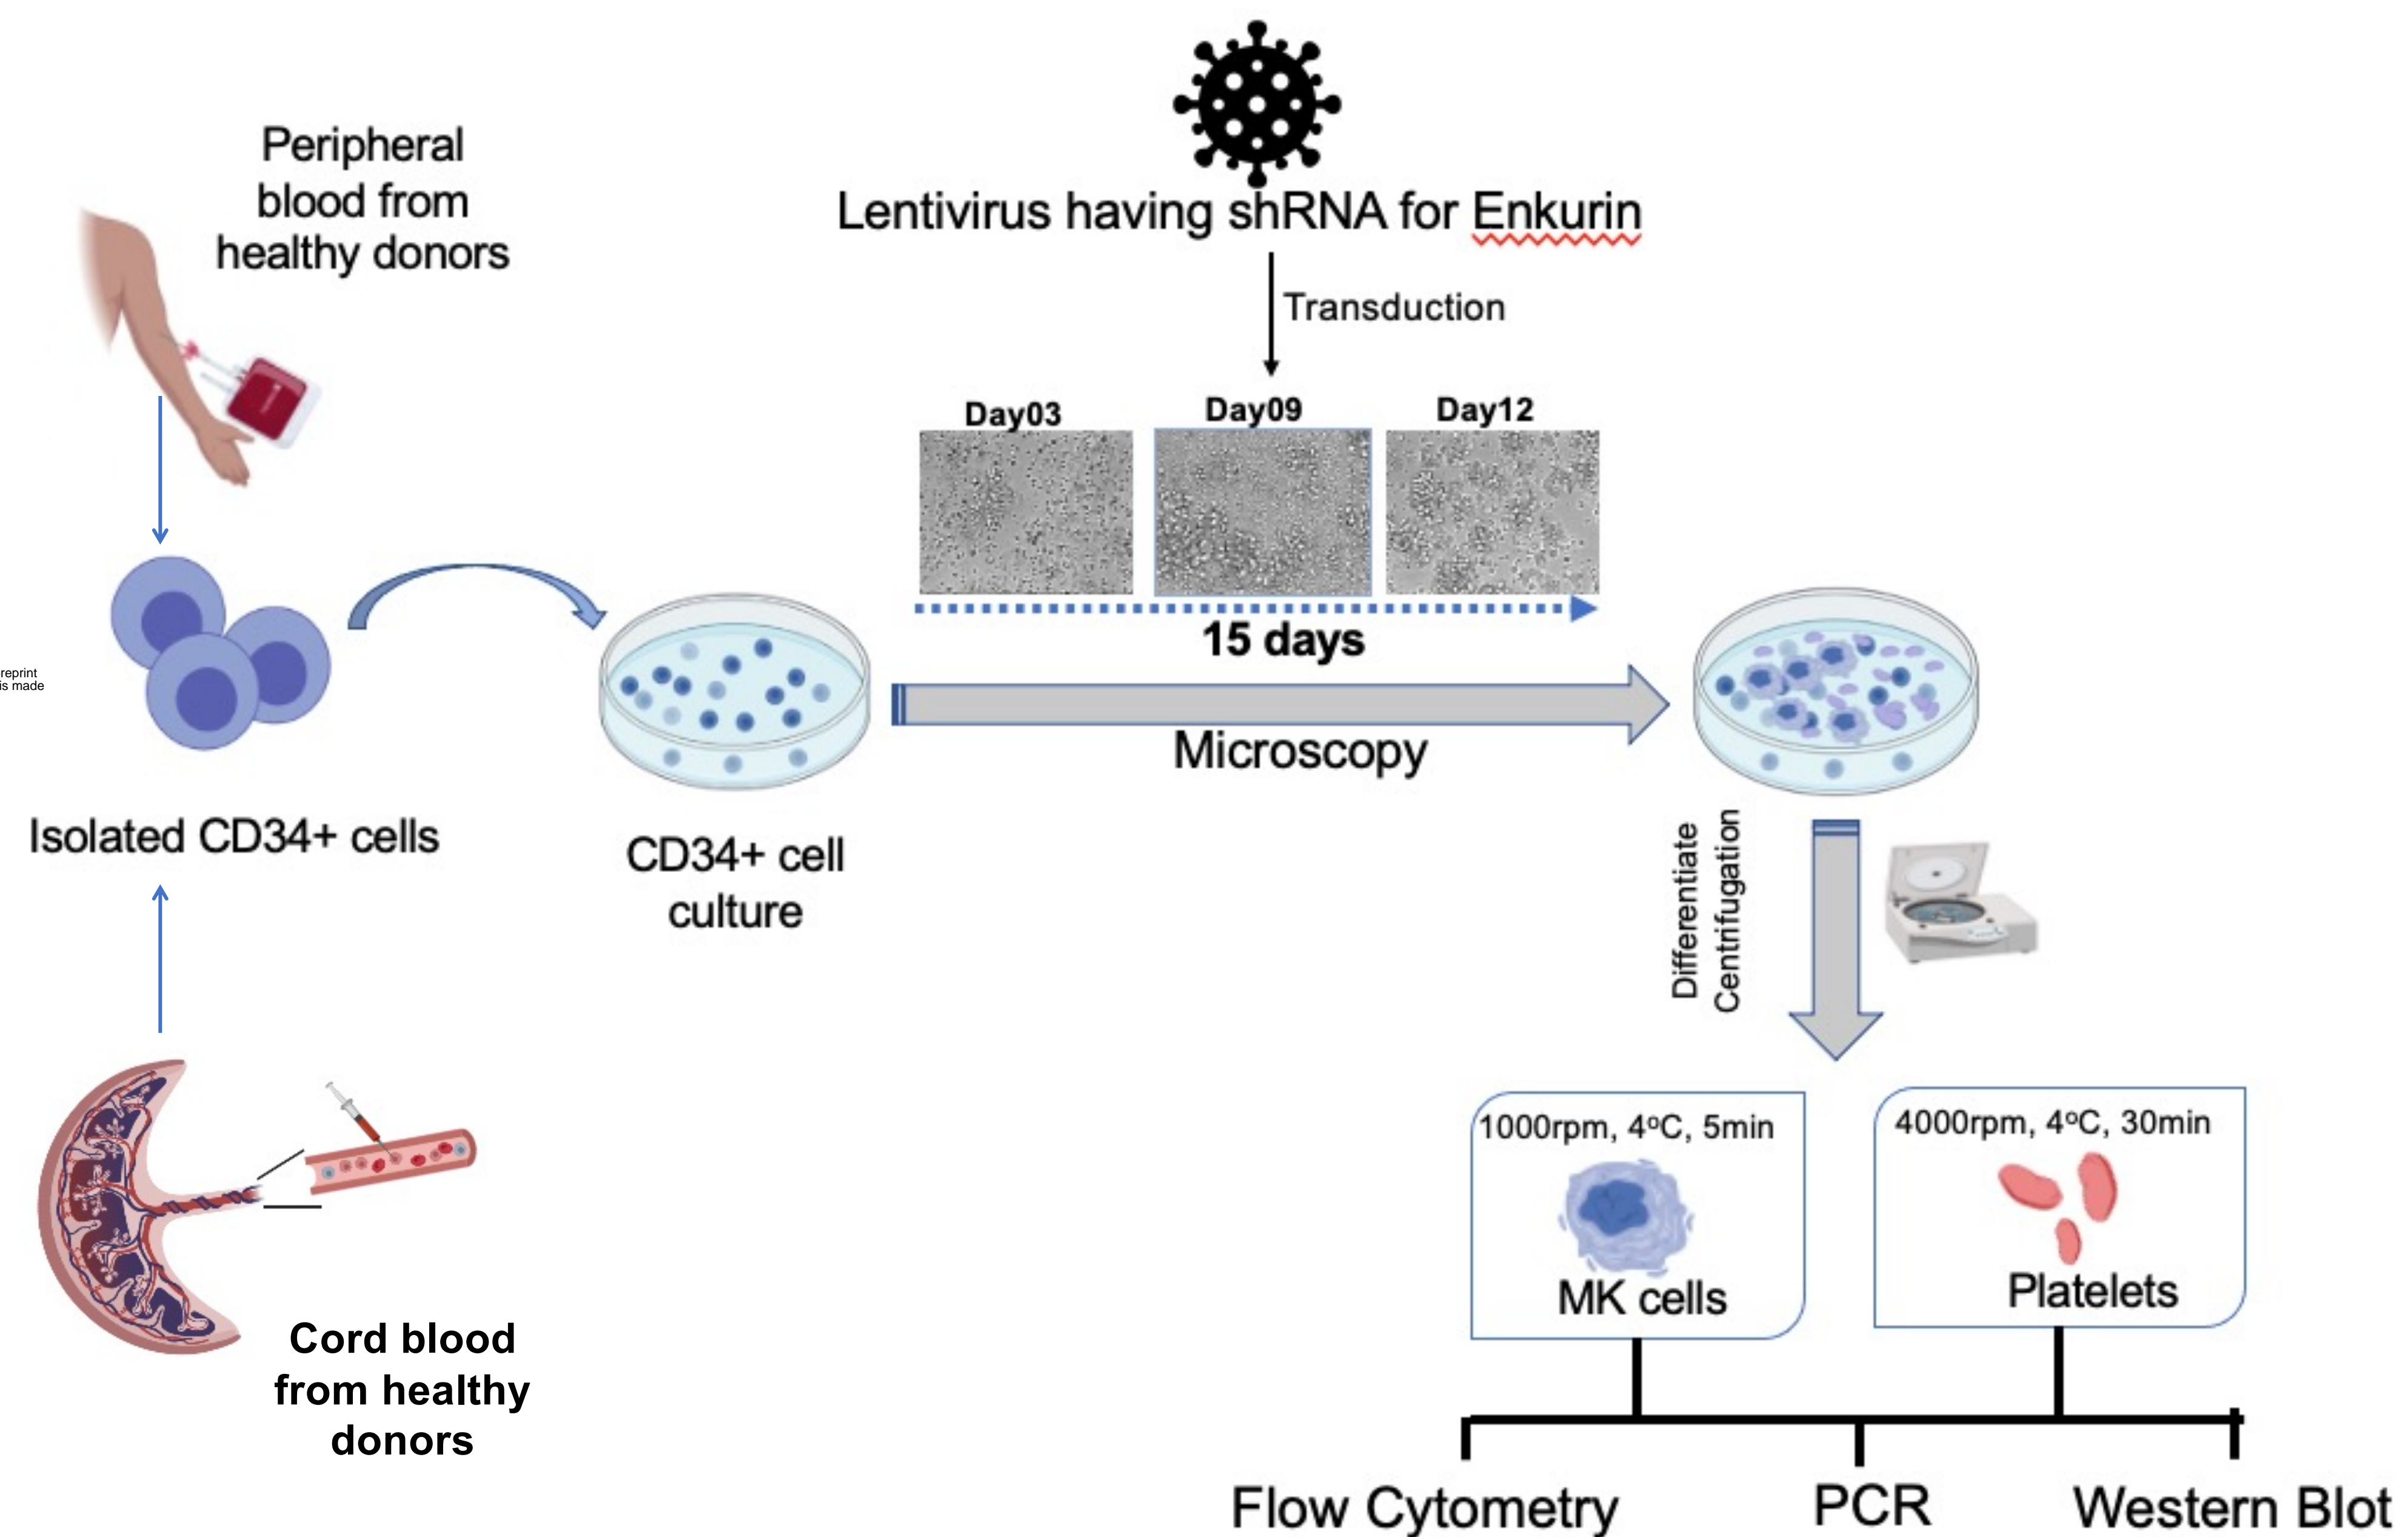 Peripheral
blood from
healthy donors
Lentivirus having shRNA for Enkurin
Transduction
Day03
Day09
Day12
15 days
Microscopy
reprint
is made
Isolated CD34+ cells
CD34+ cell
culture
Differentiate
Centrifugation
1000rpm, 4°C, 5min
MK cells
4000rpm, 4°C, 30min
Platelets
Cord blood
from healthy
donors
Flow Cytometry
PCR
Western Blot